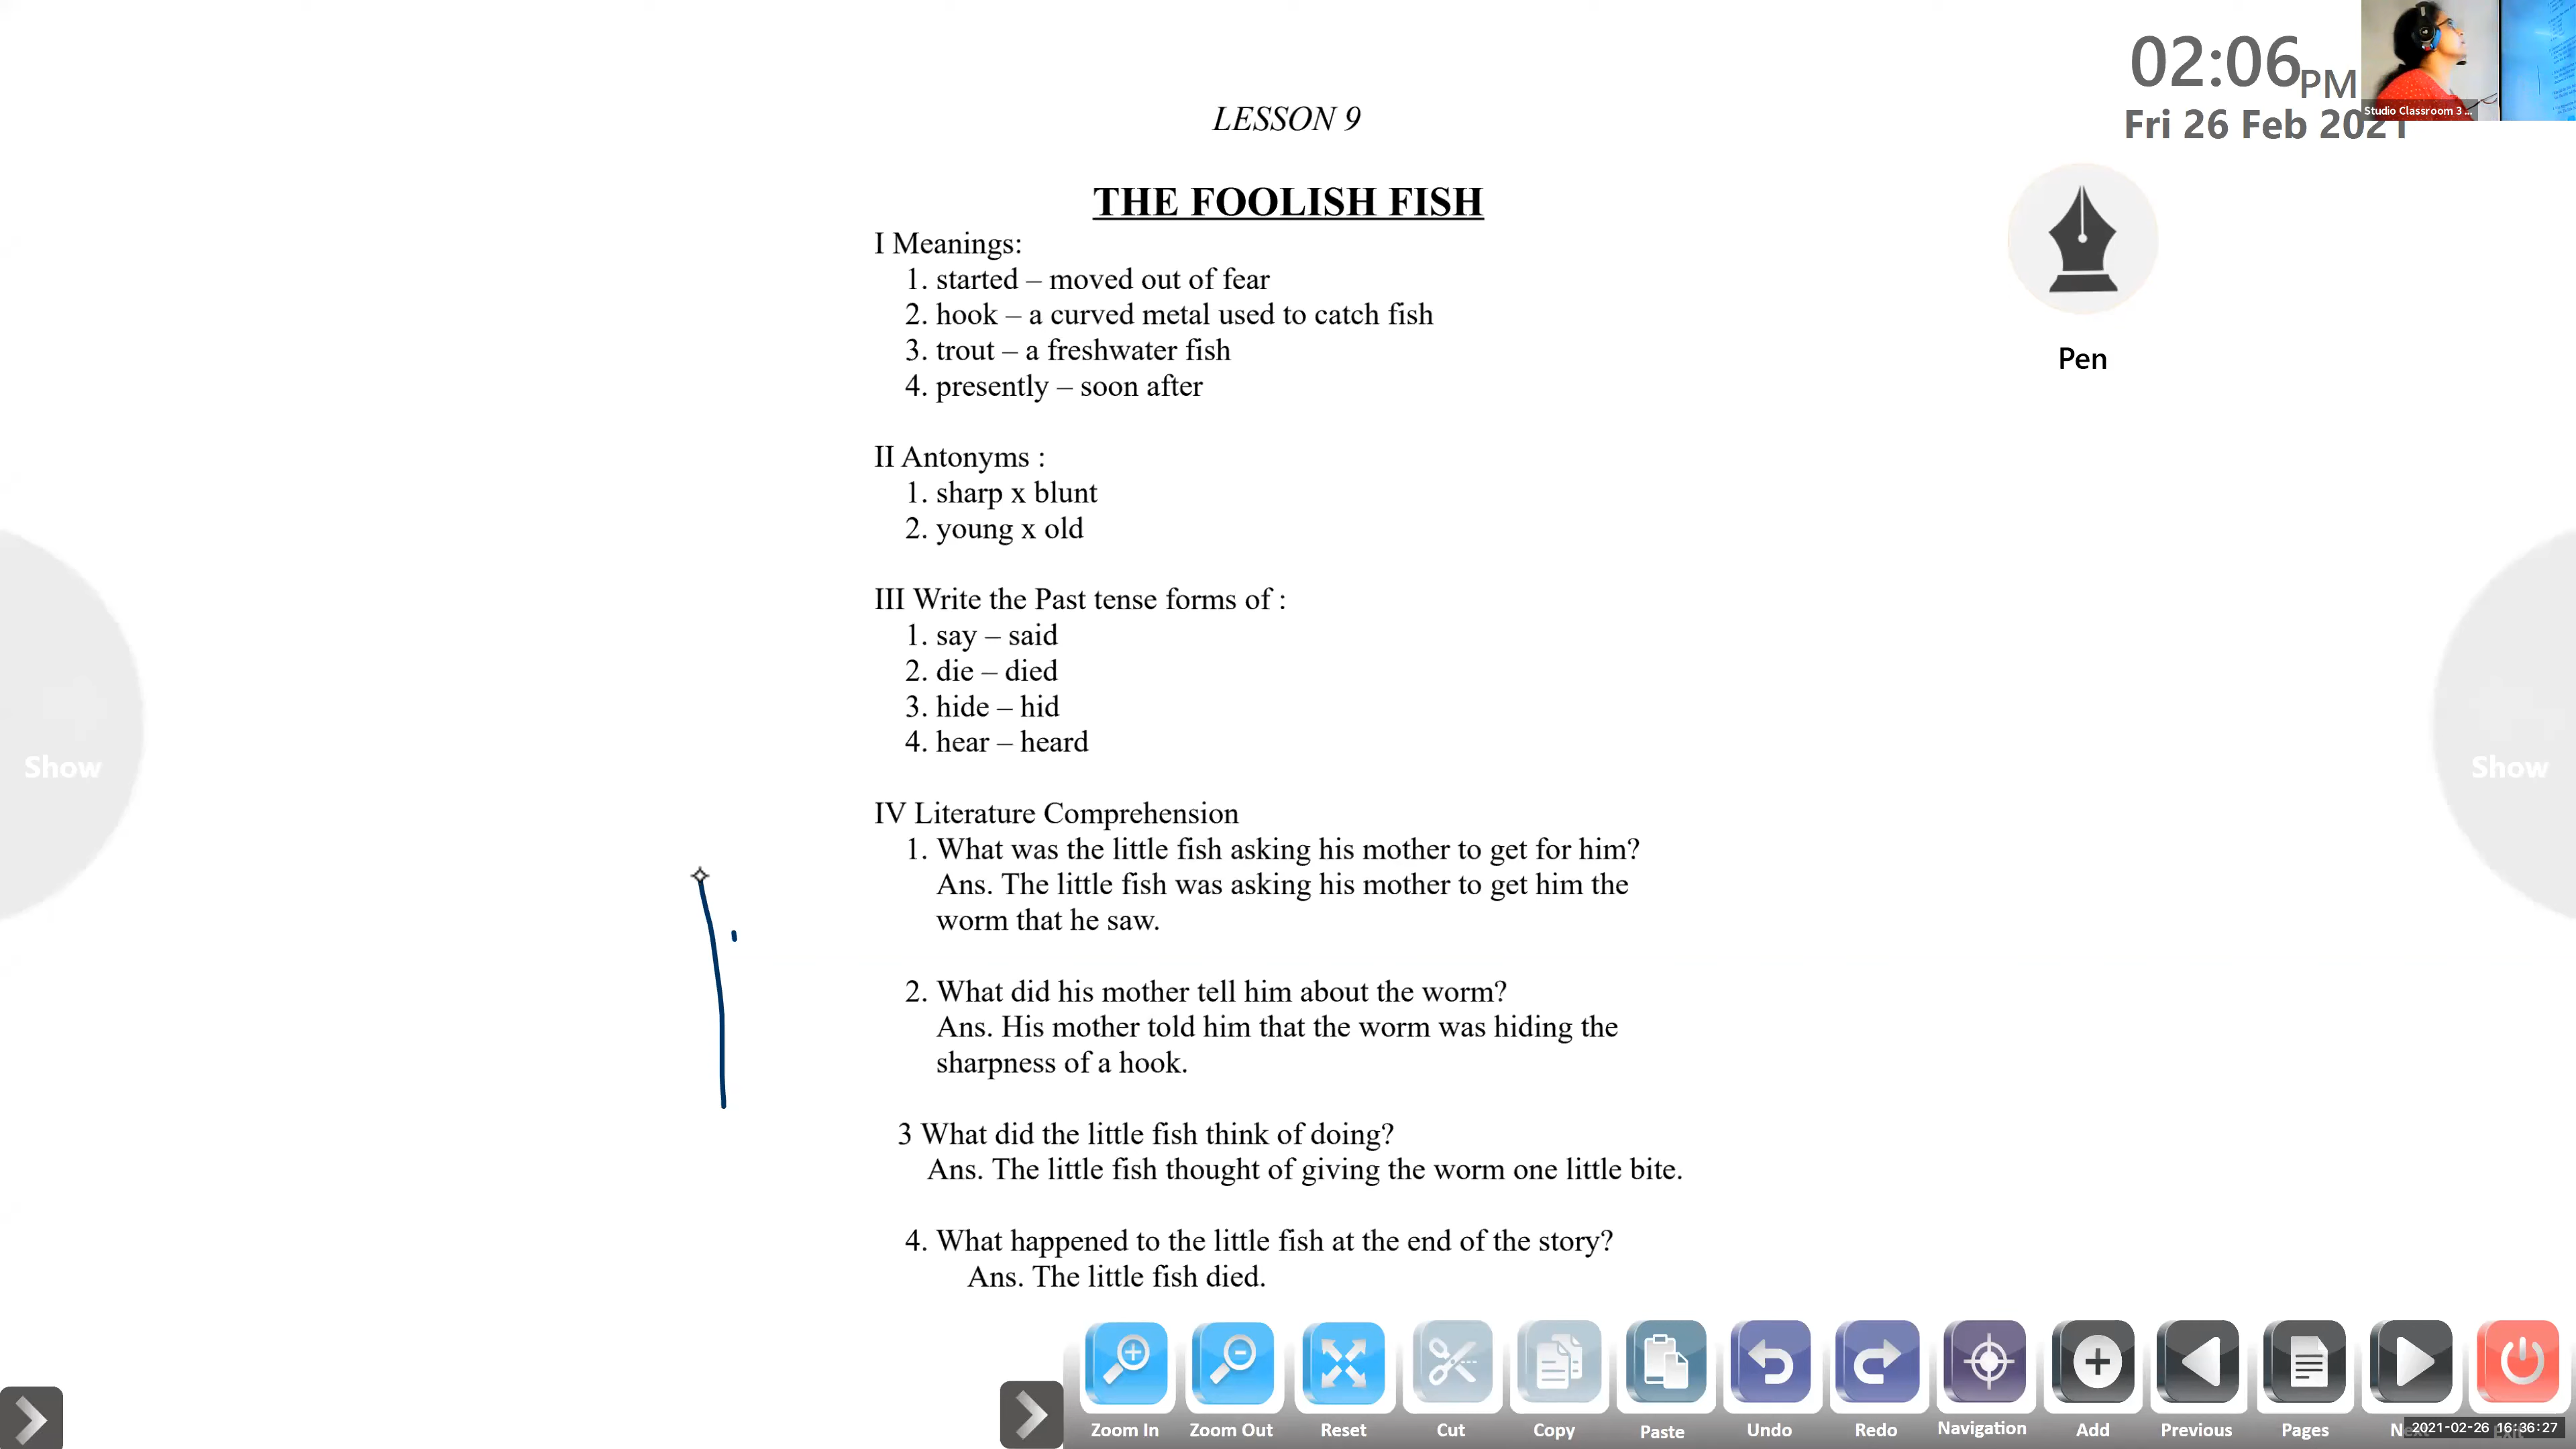 02:06 PM
Studio Classroom 3 ...
Fri 26 Feb 2021
LESSON 9
THE FOOLISH FISH
Pen
I Meanings:
1. started – moved out of fear
2. hook – a curved metal used to catch fish
3. trout – a freshwater fish
4. presently – soon after
II Antonyms :
1. sharp x blunt
2. young x old
III Write the Past tense forms of :
1. say – said
2. die – died
3. hide – hid
4. hear – heard
Show
Show
IV Literature Comprehension
1. What was the little fish asking his mother to get for him?
Ans. The little fish was asking his mother to get him the
worm that he saw.
2. What did his mother tell him about the worm?
Ans. His mother told him that the worm was hiding the
sharpness of a hook.
3 What did the little fish think of doing?
Ans. The little fish thought of giving the worm one little bite.
4. What happened to the little fish at the end of the story?
Ans. The little fish died.
Zoom In Zoom Out Reset Cut Copy Paste Undo Redo Navigation Add Previous Pages
2021-02-26 16:36:27